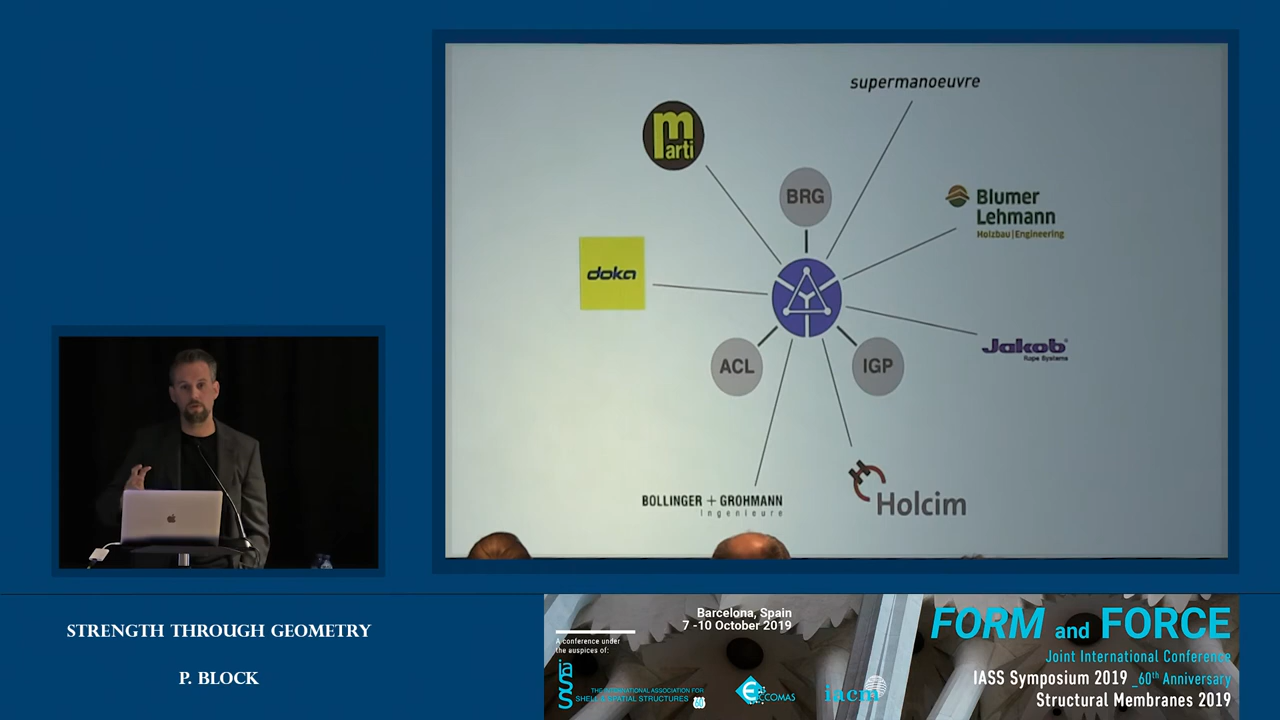 supermanoeuvre
marti
BRG
Blumer
Lehmann
Holzbau|Engineering
doka
Jakob
Rope Systems
ACL
IGP
BOLLINGER + GROHMANN
Ingenieure
Holcim
STRENGTH THROUGH GEOMETRY
P. BLOCK
Barcelona, Spain
7 -10 October 2019
A conference under
the auspices of:
iass
THE INTERNATIONAL ASSOCIATION FOR
SHELL & SPATIAL STRUCTURES
ECCOMAS
iacm
FORM and FORCE
Joint International Conference
IASS Symposium 2019 _60th Anniversary
Structural Membranes 2019